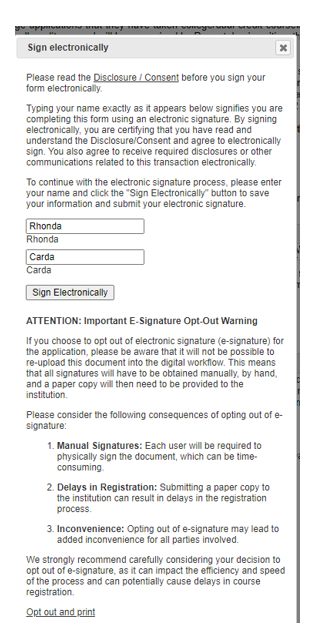 Sign electronically
Please read the Disclosure / Consent before you sign your
form electronically.
Typing your name exactly as it appears below signifies you are
completing this form using an electronic signature. By signing
electronically, you are certifying that you have read and
understand the Disclosure/Consent and agree to electronically
sign. You also agree to receive required disclosures or other
communications related to this transaction electronically.
To continue with the electronic signature process, please enter
your name and click the "Sign Electronically" button to save
your information and submit your electronic signature.
Rhonda
Rhonda
Carda
Carda
Sign Electronically
ATTENTION: Important E-Signature Opt-Out Warning
If you choose to opt out of electronic signature (e-signature) for
the application, please be aware that it will not be possible to
re-upload this document into the digital workflow. This means
that all signatures will have to be obtained manually, by hand,
and a paper copy will then need to be provided to the
institution.
Please consider the following consequences of opting out of e-
signature:
1. Manual Signatures: Each user will be required to
physically sign the document, which can be time-
consuming.
2. Delays in Registration: Submitting a paper copy to
the institution can result in delays in the registration
process.
3. Inconvenience: Opting out of e-signature may lead to
added inconvenience for all parties involved.
We strongly recommend carefully considering your decision to
opt out of e-signature, as it can impact the efficiency and speed
of the process and can potentially cause delays in course
registration.
Opt out and print